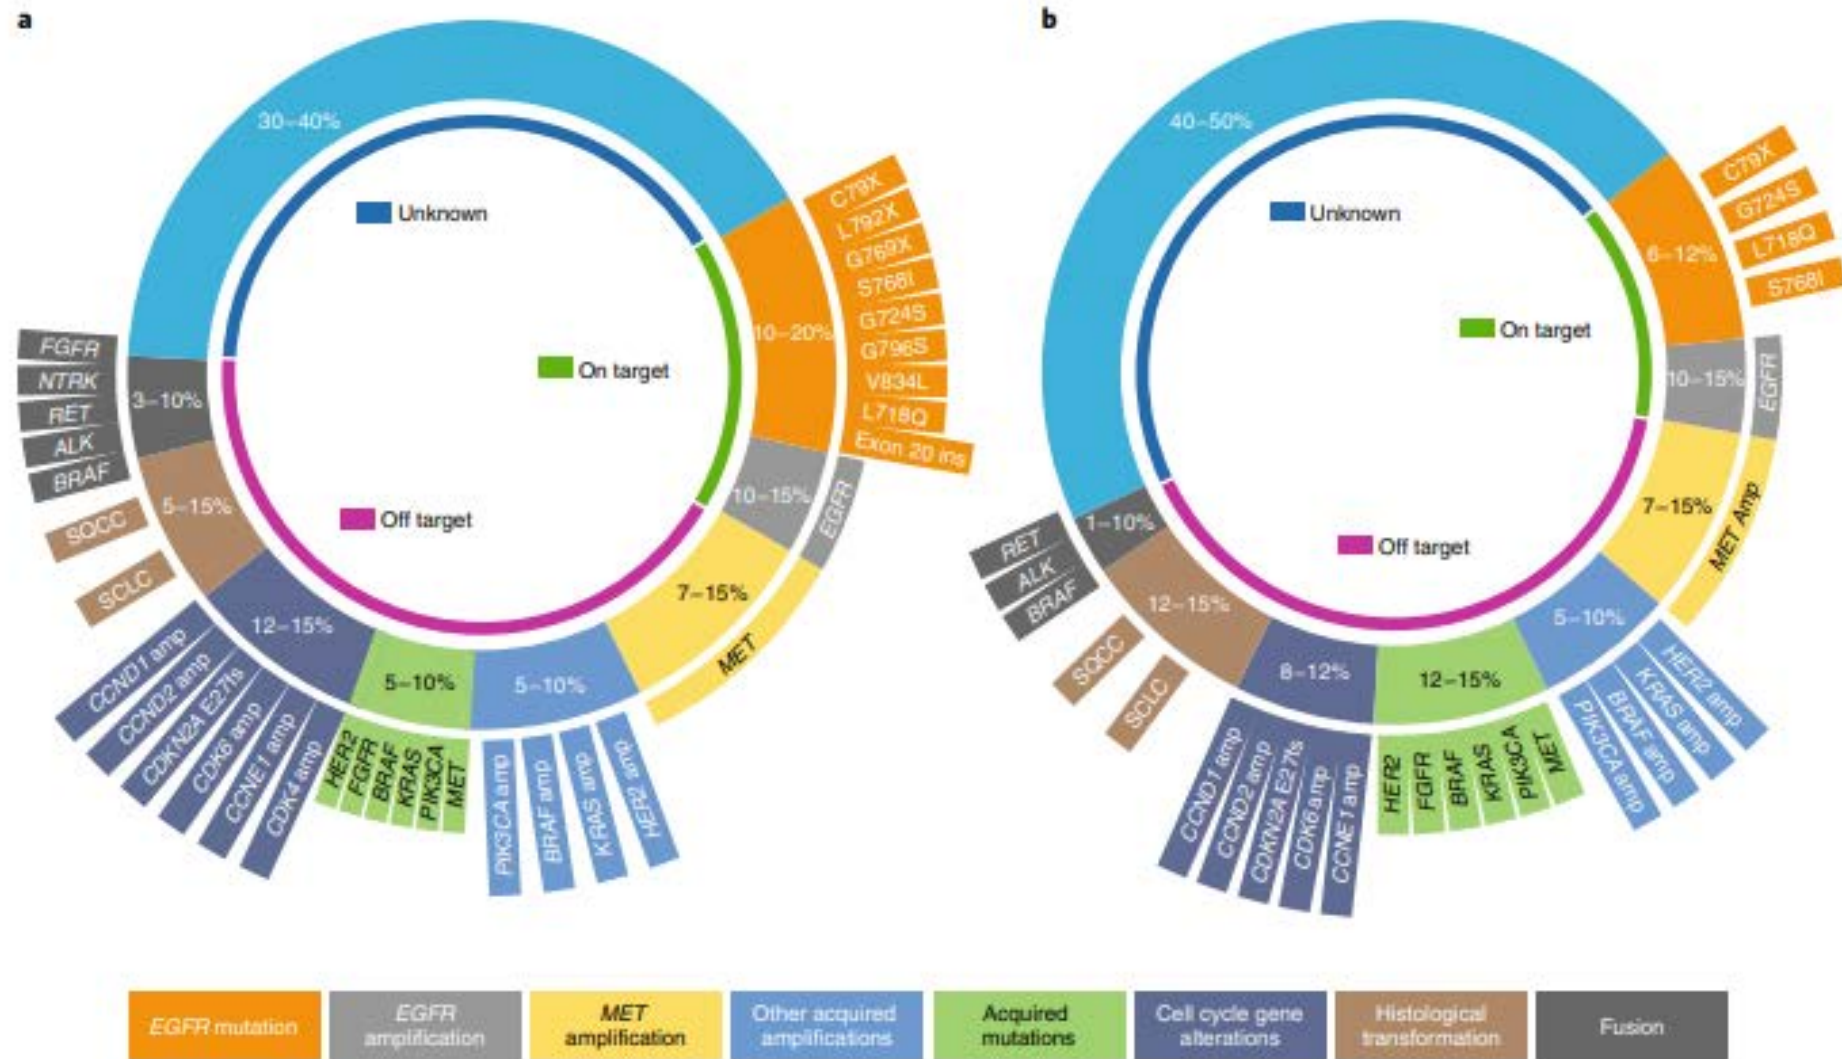 a
30–40%
Unknown
C79X
L792X
G769X
S768I
G724S
G796S
V834L
L718Q
Exon 20 ins
10–20%
On target
10–15%
EGFR
7–15%
MET
Off target
5–10%
PIK3CA amp
BRAF amp
KRAS amp
HER2 amp
5–10%
HER2
FGFR
BRAF
KRAS
PIK3CA
MET
12–15%
CCND1 amp
CCND2 amp
CDKN2A E27fs
CDK6 amp
CCNE1 amp
CDK4 amp
5–15%
SQCC
SCLC
3–10%
FGFR
NTRK
RET
ALK
BRAF
b
40–50%
Unknown
C79X
G724S
L718Q
S768I
6–12%
On target
10–15%
EGFR
7–15%
MET Amp
Off target
5–10%
HER2 amp
KRAS amp
BRAF amp
PIK3CA amp
12–15%
HER2
FGFR
BRAF
KRAS
PIK3CA
MET
8–12%
CCND1 amp
CCND2 amp
CDKN2A E27fs
CDK6 amp
CCNE1 amp
12–15%
SQCC
SCLC
1–10%
RET
ALK
BRAF
EGFR mutation
EGFR
amplification
MET
amplification
Other acquired
amplifications
Acquired
mutations
Cell cycle gene
alterations
Histological
transformation
Fusion